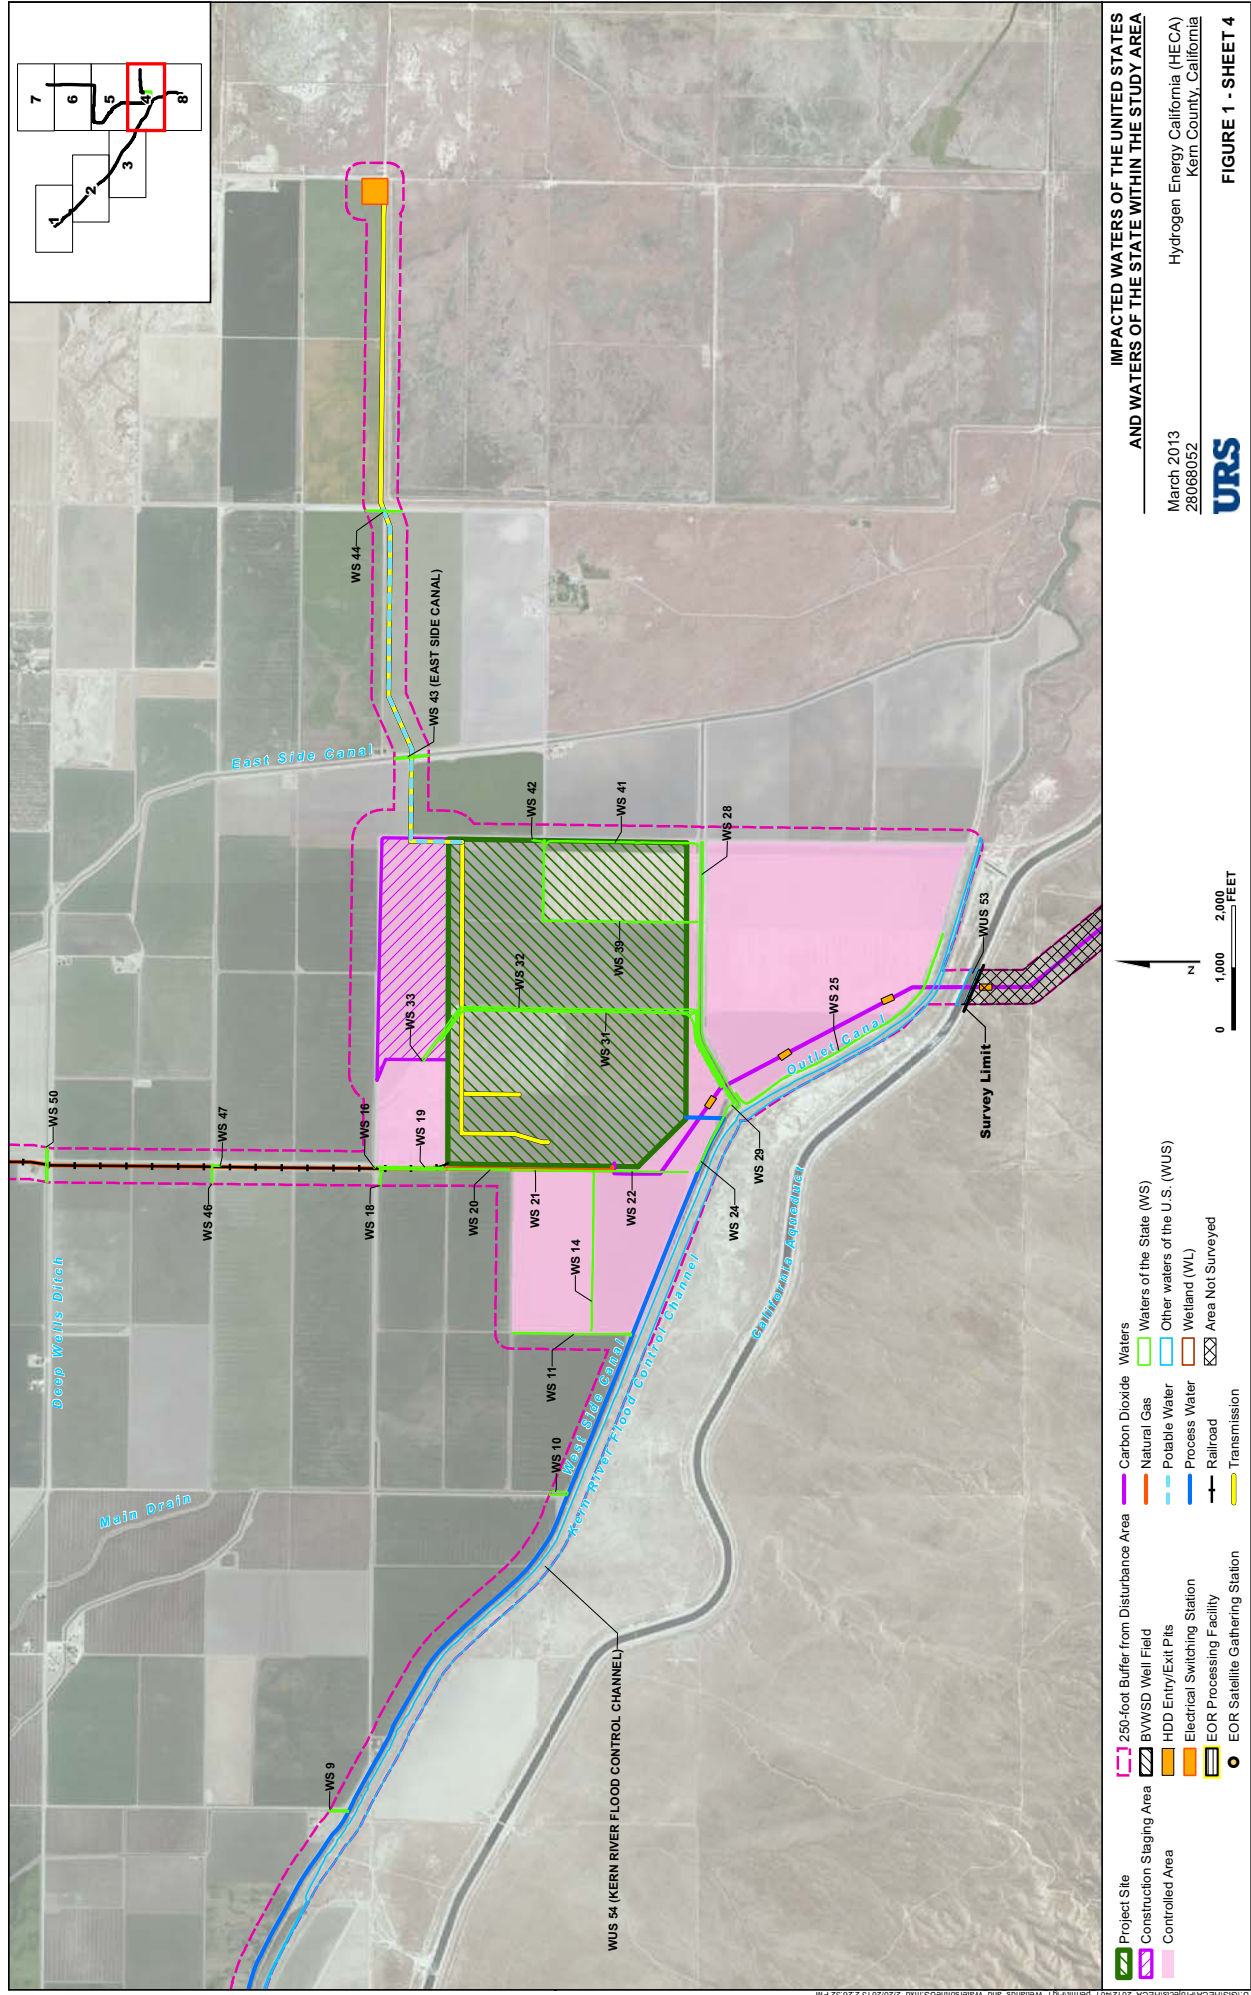 7
6
5
4
8
3
2
1
WS 50
WS 47
WS 46
WS 16
WS 18
WS 19
WS 20
WS 21
WS 22
WS 14
WS 11
WS 10
WS 9
WS 24
WS 29
WS 25
WS 28
WS 31
WS 32
WS 33
WS 39
WS 41
WS 42
WS 43 (EAST SIDE CANAL)
WS 44
WUS 53
WUS 54 (KERN RIVER FLOOD CONTROL CHANNEL)
Survey Limit
Deep Wells Ditch
Main Drain
East Side Canal
West Side Canal
Kern River Flood Control Channel
Outlet Canal
California Aqueduct
Project Site
Construction Staging Area
Controlled Area
250-foot Buffer from Disturbance Area
BVWSD Well Field
HDD Entry/Exit Pits
Electrical Switching Station
EOR Processing Facility
EOR Satellite Gathering Station
Carbon Dioxide
Natural Gas
Potable Water
Process Water
Railroad
Transmission
Waters
Waters of the State (WS)
Other waters of the U.S. (WUS)
Wetland (WL)
Area Not Surveyed
N
0 1,000 2,000
FEET
IMPACTED WATERS OF THE UNITED STATES
AND WATERS OF THE STATE WITHIN THE STUDY AREA
March 2013
28068052
Hydrogen Energy California (HECA)
Kern County, California
URS
FIGURE 1 - SHEET 4